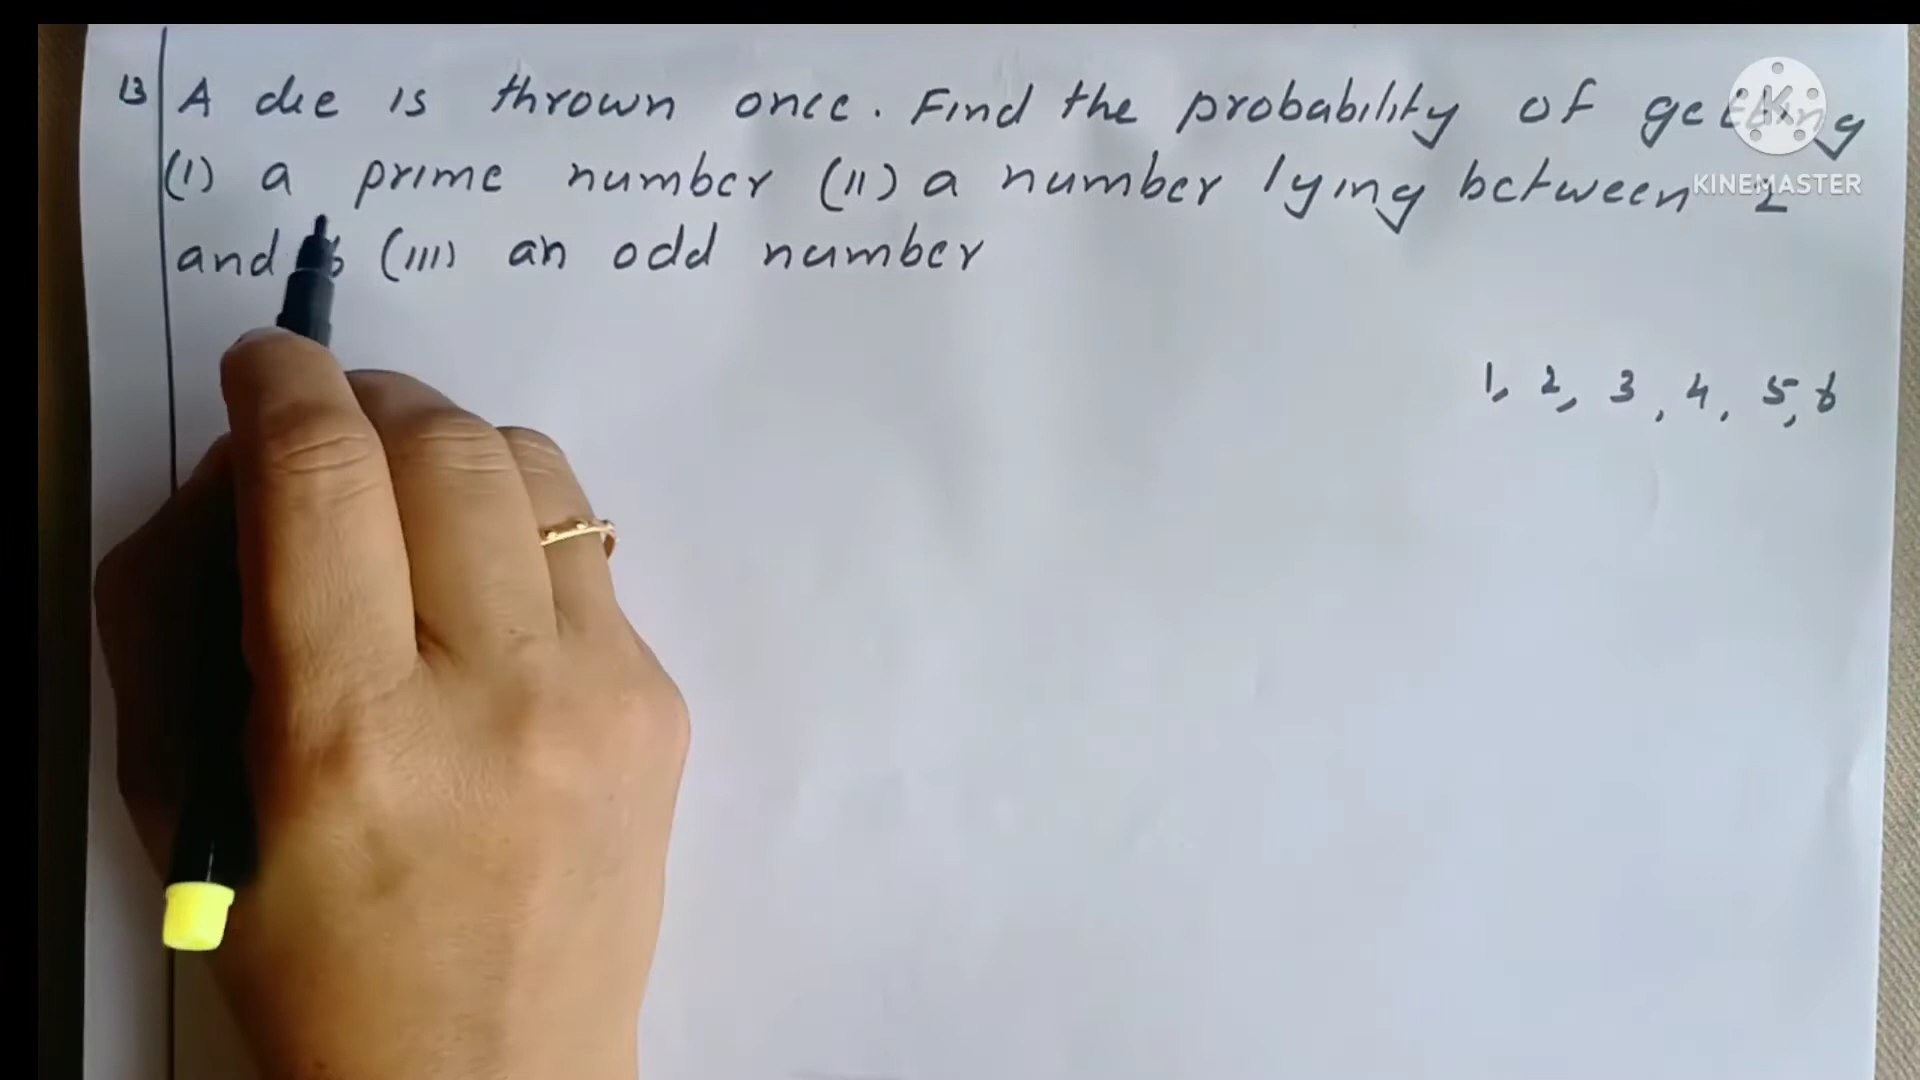 13 A die is thrown once. Find the probability of getting
(i) a prime number (ii) a number lying between 2
and 6 (iii) an odd number
1, 2, 3, 4, 5, 6
KINEMASTER